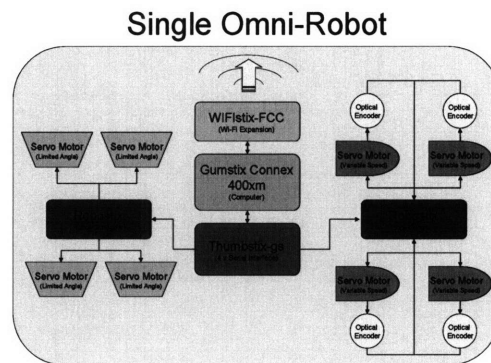 Single Omni-Robot
WIFIstix-FCC
(Wi-Fi Expansion)
Gumstix Connex
400xm
(Computer)
Servo Motor
(Limited Angle)
Servo Motor
(Limited Angle)
Servo Motor
(Limited Angle)
Servo Motor
(Limited Angle)
Optical
Encoder
Optical
Encoder
Servo Motor
(Variable Speed)
Servo Motor
(Variable Speed)
Servo Motor
(Variable Speed)
Servo Motor
(Variable Speed)
Optical
Encoder
Optical
Encoder